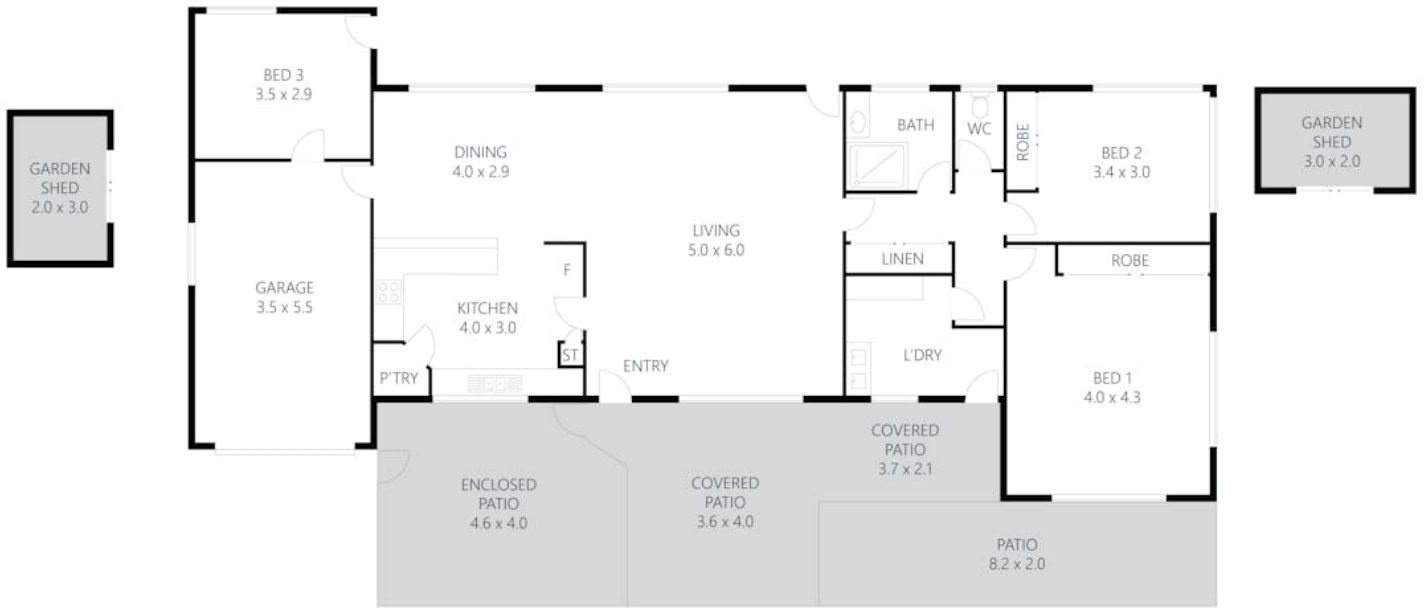 BED 3
3.5 x 2.9
GARDEN
SHED
2.0 x 3.0
DINING
4.0 x 2.9
BATH
WC
ROBE
BED 2
3.4 x 3.0
GARDEN
SHED
3.0 x 2.0
LIVING
5.0 x 6.0
GARAGE
3.5 x 5.5
F
KITCHEN
4.0 x 3.0
LINEN
ROBE
P'TRY
ST
ENTRY
L'DRY
BED 1
4.0 x 4.3
ENCLOSED
PATIO
4.6 x 4.0
COVERED
PATIO
3.6 x 4.0
COVERED
PATIO
3.7 x 2.1
PATIO
8.2 x 2.0